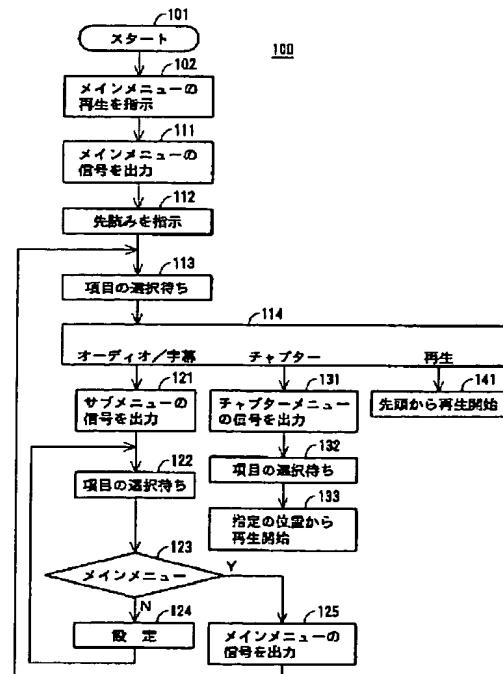 101
スタート
100
102
メインメニューの
再生を指示
111
メインメニューの
信号を出力
112
先読みを指示
113
項目の選択待ち
114
オーディオ/字幕 チャプター 再生
121
サブメニューの
信号を出力
131
チャプターメニュー
の信号を出力
141
先頭から再生開始
122
項目の選択待ち
132
項目の選択待ち
133
指定の位置から
再生開始
123
メインメニュー
Y
N
124
設 定
125
メインメニューの
信号を出力